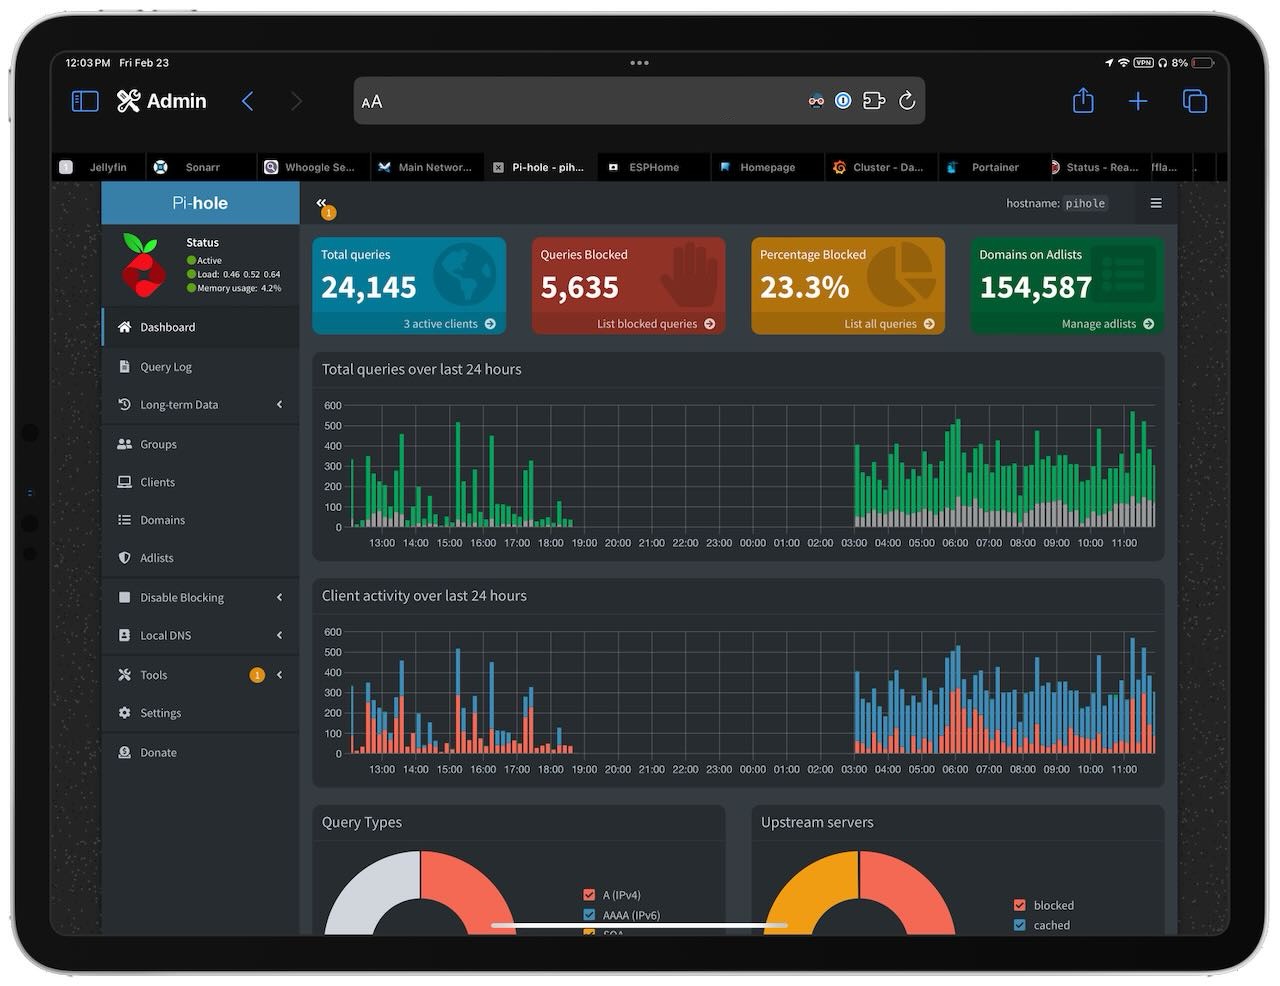 12:03 PM Fri Feb 23
VPN 8%
Admin
AA
Jellyfin
Sonarr
Whoogle Se...
Main Networ...
Pi-hole - pih...
ESPHome
Homepage
Cluster - Da...
Portainer
Status - Rea...
ffla...
Pi-hole
1
hostname: pihole
Status
Active
Load: 0.46 0.52 0.64
Memory usage: 4.2%
Dashboard
Query Log
Long-term Data
Groups
Clients
Domains
Adlists
Disable Blocking
Local DNS
Tools 1
Settings
Donate
Total queries
24,145
3 active clients
Queries Blocked
5,635
List blocked queries
Percentage Blocked
23.3%
List all queries
Domains on Adlists
154,587
Manage adlists
Total queries over last 24 hours
600
500
400
300
200
100
0
13:00 14:00 15:00 16:00 17:00 18:00 19:00 20:00 21:00 22:00 23:00 00:00 01:00 02:00 03:00 04:00 05:00 06:00 07:00 08:00 09:00 10:00 11:00
Client activity over last 24 hours
600
500
400
300
200
100
0
13:00 14:00 15:00 16:00 17:00 18:00 19:00 20:00 21:00 22:00 23:00 00:00 01:00 02:00 03:00 04:00 05:00 06:00 07:00 08:00 09:00 10:00 11:00
Query Types
A (IPv4)
AAAA (IPv6)
SOA
Upstream servers
blocked
cached